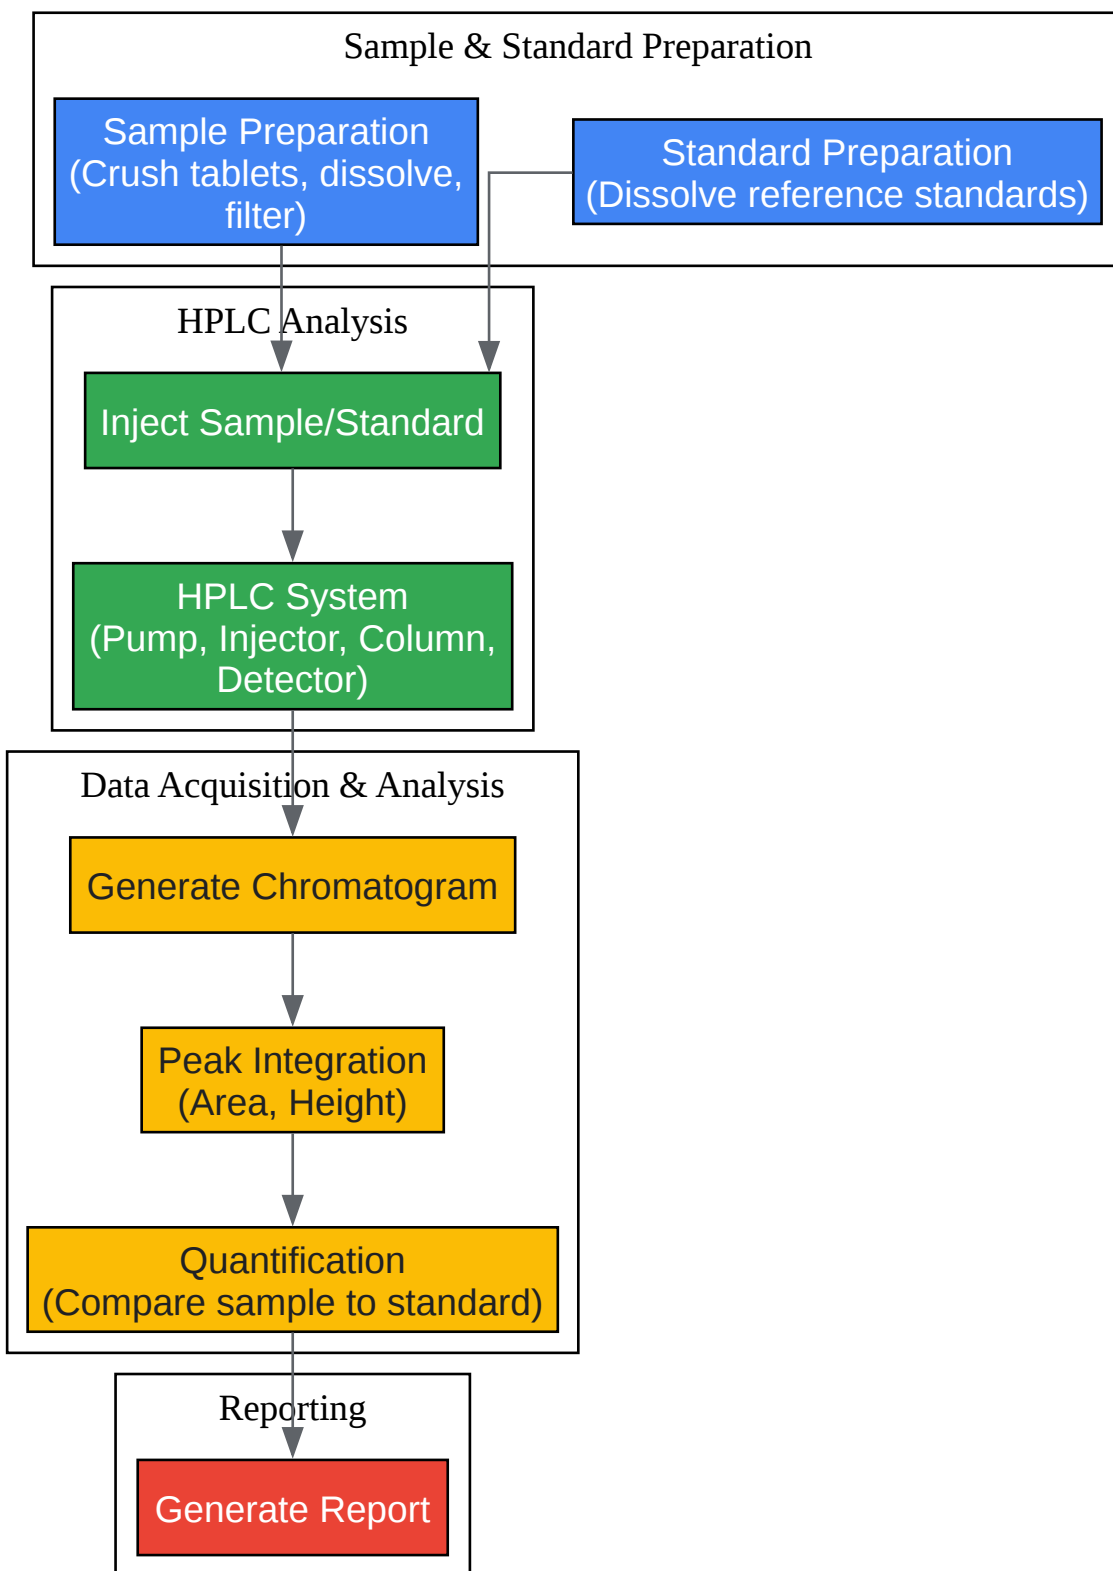 Sample & Standard Preparation
Sample Preparation
(Crush tablets, dissolve,
filter)
Standard Preparation
(Dissolve reference standards)
HPLC Analysis
Inject Sample/Standard
HPLC System
(Pump, Injector, Column,
Detector)
Data Acquisition & Analysis
Generate Chromatogram
Peak Integration
(Area, Height)
Quantification
(Compare sample to standard)
Reporting
Generate Report